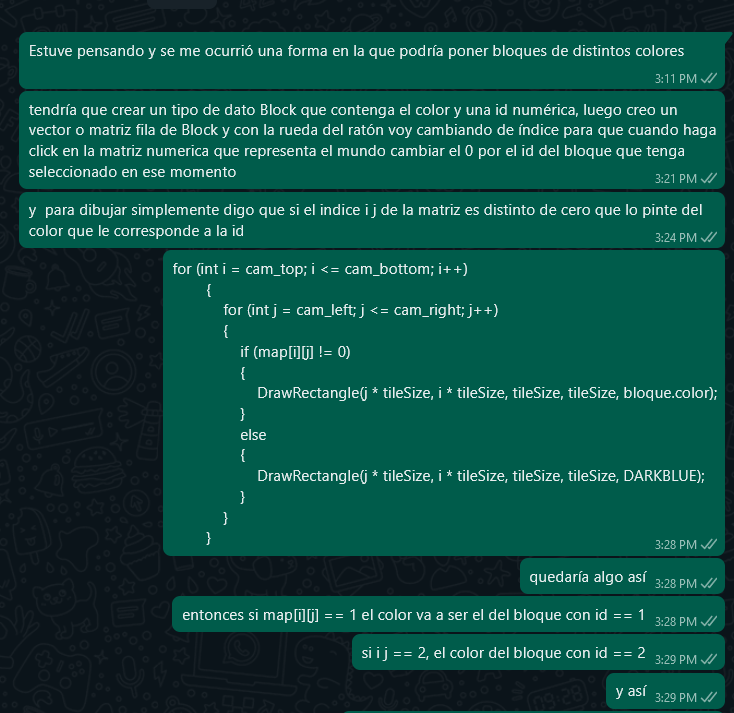 Estuve pensando y se me ocurrió una forma en la que podría poner bloques de distintos colores
3:11 PM
tendría que crear un tipo de dato Block que contenga el color y una id numérica, luego creo un
vector o matriz fila de Block y con la rueda del ratón voy cambiando de índice para que cuando haga
click en la matriz numerica que representa el mundo cambiar el 0 por el id del bloque que tenga
seleccionado en ese momento
3:21 PM
y  para dibujar simplemente digo que si el indice i j de la matriz es distinto de cero que lo pinte del
color que le corresponde a la id
3:24 PM
for (int i = cam_top; i <= cam_bottom; i++)
{
for (int j = cam_left; j <= cam_right; j++)
{
if (map[i][j] != 0)
{
DrawRectangle(j * tileSize, i * tileSize, tileSize, tileSize, bloque.color);
}
else
{
DrawRectangle(j * tileSize, i * tileSize, tileSize, tileSize, DARKBLUE);
}
}
}
3:28 PM
quedaría algo así 3:28 PM
entonces si map[i][j] == 1 el color va a ser el del bloque con id == 1 3:28 PM
si i j == 2, el color del bloque con id == 2 3:29 PM
y así 3:29 PM